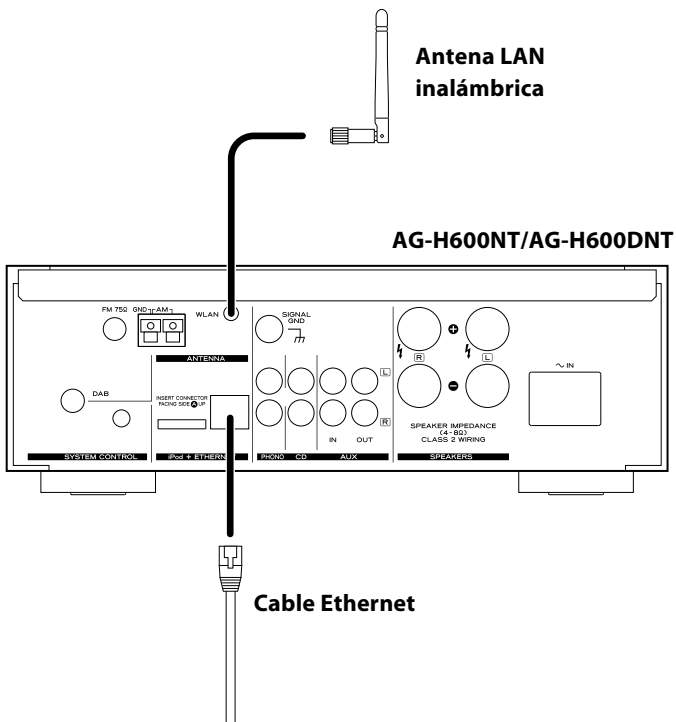 Antena LAN
inalámbrica
AG-H600NT/AG-H600DNT
FM 75Ω GND AM
WLAN
SIGNAL
GND
ANTENNA
DAB
INSERT CONNECTOR
FACING SIDE A UP
L
R
IN OUT
R L
SPEAKER IMPEDANCE
(4-8Ω)
CLASS 2 WIRING
~ IN
SYSTEM CONTROL
iPod + ETHERN
PHONO CD AUX
SPEAKERS
Cable Ethernet